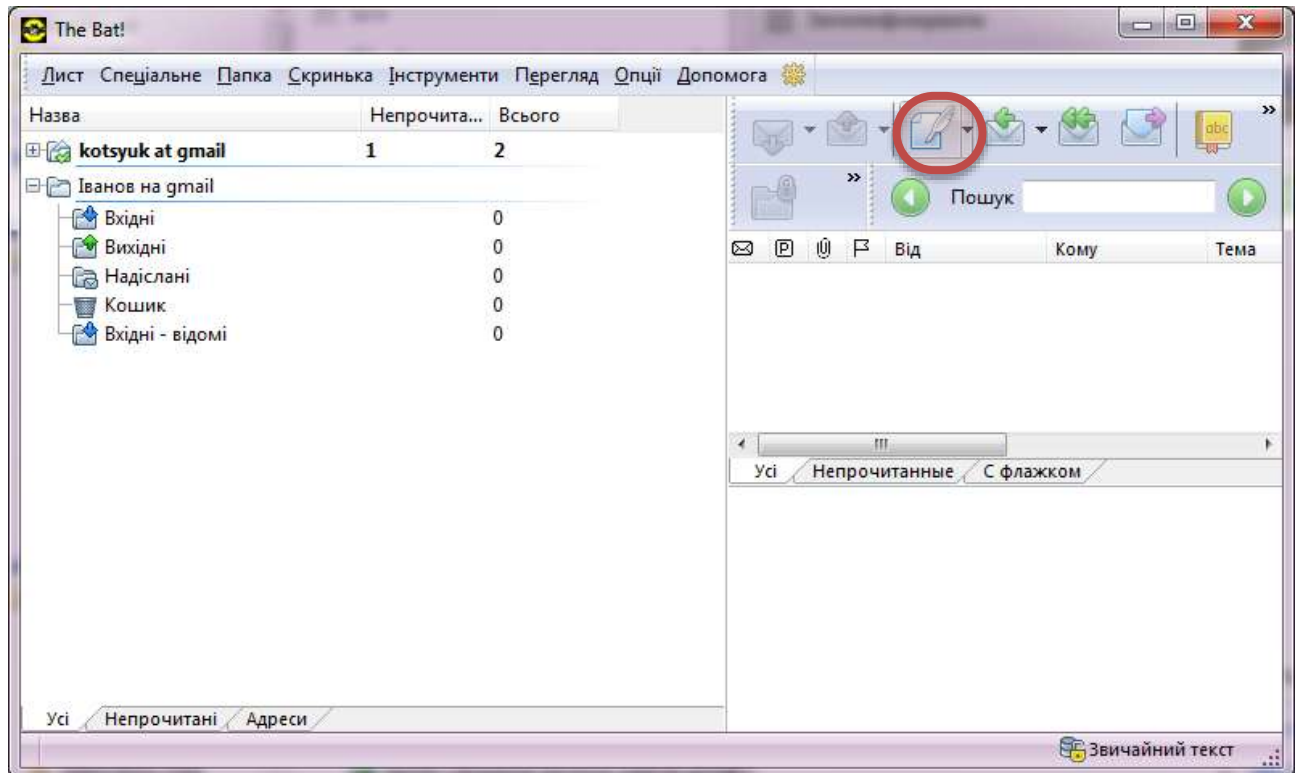 The Bat!
Лист Спеціальне Папка Скринька Інструменти Перегляд Опції Допомога
Назва Непрочита... Всього
kotsyuk at gmail 1 2
Іванов на gmail
Вхідні 0
Вихідні 0
Надіслані 0
Кошик 0
Вхідні - відомі 0
Усі Непрочитані Адреси
abc
Пошук
Від Кому Тема
Усі Непрочитанные С флажком
Звичайний текст